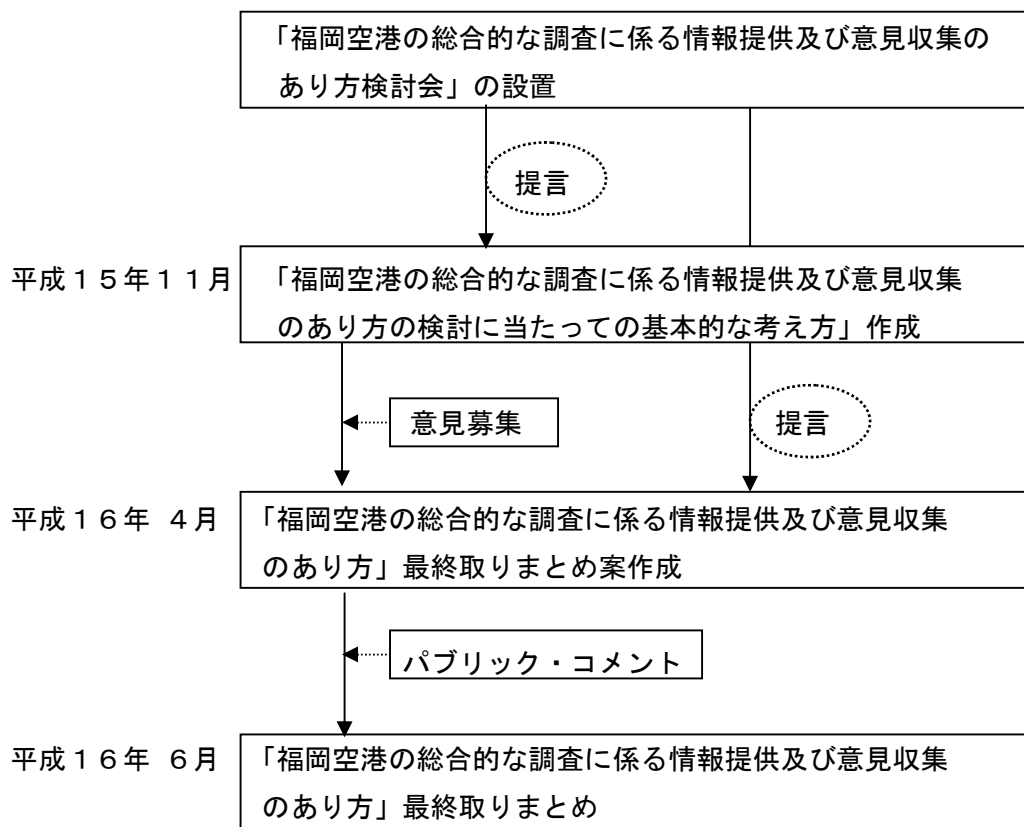 「福岡空港の総合的な調査に係る情報提供及び意見収集の
あり方検討会」の設置
提言
平成１５年１１月
「福岡空港の総合的な調査に係る情報提供及び意見収集
のあり方の検討に当たっての基本的な考え方」作成
意見募集
提言
平成１６年 ４月
「福岡空港の総合的な調査に係る情報提供及び意見収集
のあり方」最終取りまとめ案作成
パブリック・コメント
平成１６年 ６月
「福岡空港の総合的な調査に係る情報提供及び意見収集
のあり方」最終取りまとめ